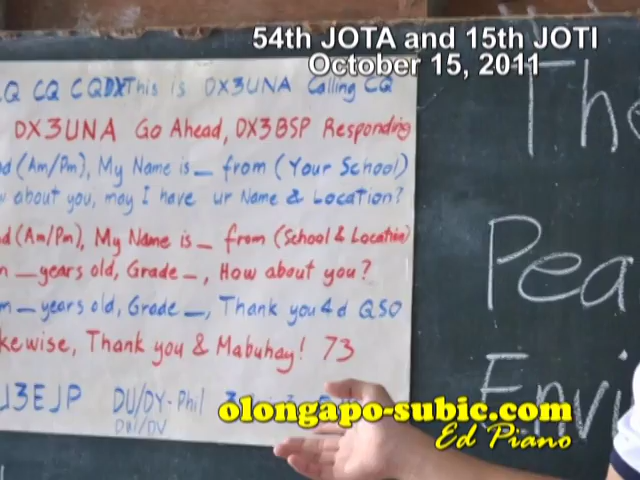 54th JOTA and 15th JOTI
October 15, 2011
CQ CQ CQDX This is DX3UNA Calling CQ
DX3UNA Go Ahead, DX3BSP Responding
(Am/Pm), My Name is _ from (Your School)
about you, may I have ur Name & Location?
(Am/Pm), My Name is _ from (School & Location)
_ years old, Grade _, How about you?
_ years old, Grade _, Thank you 4 d QSO
kewise, Thank you & Mabuhay! 73
J3EJP DU/DY-Phil
The
Pea
Envi
olongapo-subic.com
Ed Piano